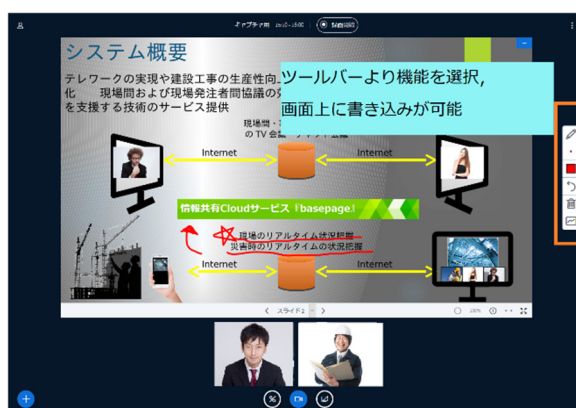 システム概要
テレワークの実現や建設工事の生産性向上
化 現場間および現場発注者間協議の
を支援する技術のサービス提供
ツールバーより機能を選択,
画面上に書き込みが可能
現場間・
の TV 会議
Internet
Internet
情報共有Cloudサービス『basepage』
現場のリアルタイム状況把握
災害時のリアルタイムの状況把握
Internet
Internet
スライド1